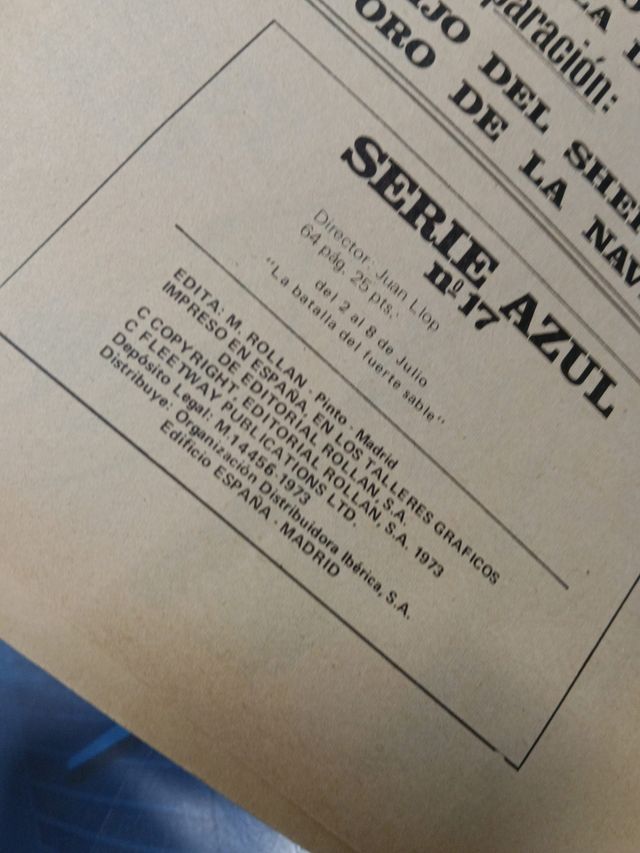 LA
paración:
IJO DEL
ORO DE LA NAV
SERIE AZUL
nº 17
Director: Juan Llop
64 pág. 25 pts.
del 2 al 8 de Julio
"La batalla del fuerte sable"
EDITA: M. ROLLAN - Pinto - Madrid
IMPRESO EN ESPAÑA, EN LOS TALLERES GRAFICOS
DE EDITORIAL ROLLAN, S.A.
C COPYRIGHT, EDITORIAL ROLLAN, S.A. 1973
C FLEETWAY PUBLICATIONS LTD.
Depósito Legal: M.14456-1973
Distribuye: Organización Distribuidora Ibérica, S.A.
Edificio ESPAÑA - MADRID